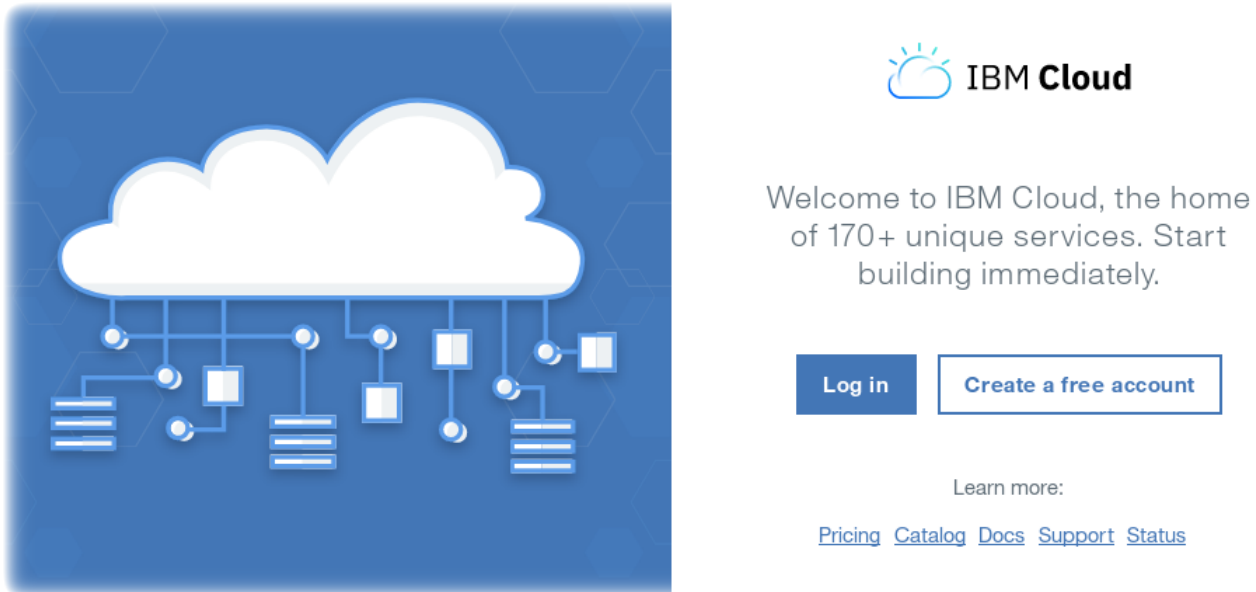 IBM Cloud
Welcome to IBM Cloud, the home
of 170+ unique services. Start
building immediately.
Log in
Create a free account
Learn more:
Pricing Catalog Docs Support Status